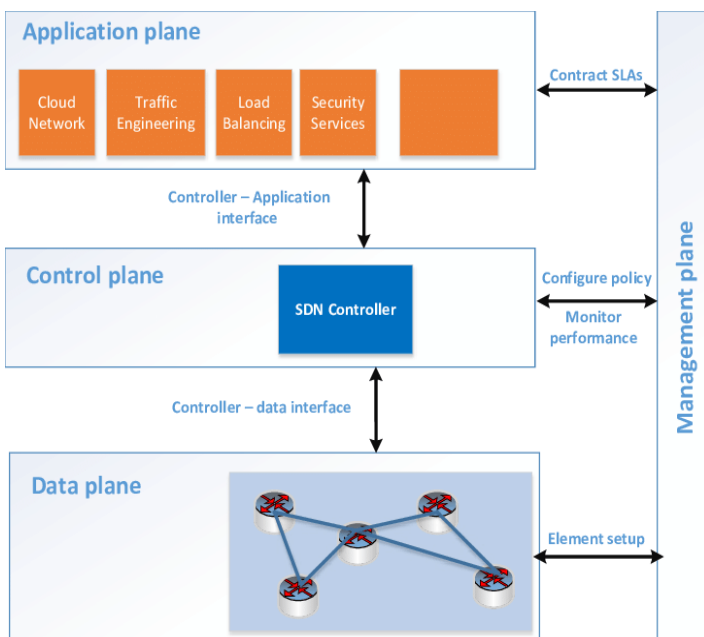 Application plane
Cloud
Network
Traffic
Engineering
Load
Balancing
Security
Services
Contract SLAs
Controller – Application
interface
Control plane
SDN Controller
Configure policy
Monitor
performance
Management plane
Controller – data interface
Data plane
Element setup